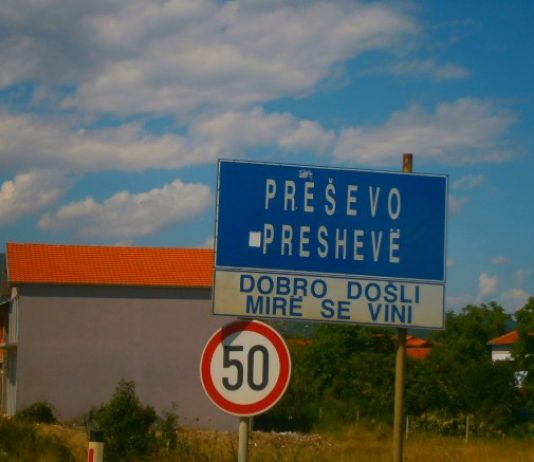 PREŠEVO
PRESHEVË
DOBRO DOŠLI
MIRË SE VINI
50